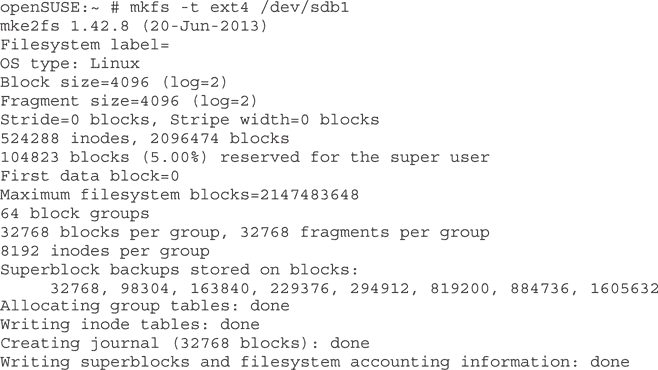 openSUSE:~ # mkfs -t ext4 /dev/sdb1
mke2fs 1.42.8 (20-Jun-2013)
Filesystem label=
OS type: Linux
Block size=4096 (log=2)
Fragment size=4096 (log=2)
Stride=0 blocks, Stripe width=0 blocks
524288 inodes, 2096474 blocks
104823 blocks (5.00%) reserved for the super user
First data block=0
Maximum filesystem blocks=2147483648
64 block groups
32768 blocks per group, 32768 fragments per group
8192 inodes per group
Superblock backups stored on blocks:
32768, 98304, 163840, 229376, 294912, 819200, 884736, 1605632
Allocating group tables: done
Writing inode tables: done
Creating journal (32768 blocks): done
Writing superblocks and filesystem accounting information: done